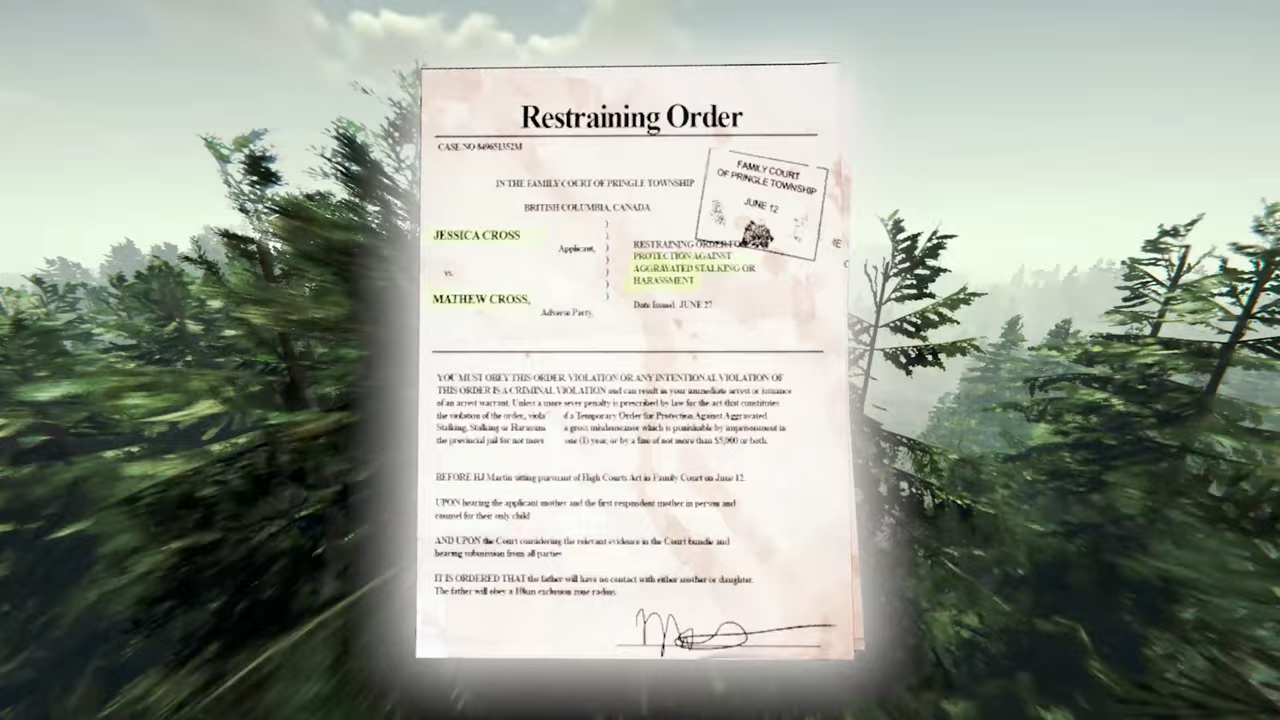 Restraining Order
CASE NO 849651352M
FAMILY COURT
OF PRINGLE TOWNSHIP
JUNE 12
IN THE FAMILY COURT OF PRINGLE TOWNSHIP
BRITISH COLUMBIA, CANADA
JESSICA CROSS
Applicant,
vs.
MATHEW CROSS,
Adverse Party,
RESTRAINING ORDER FO
PROTECTION AGAINST
AGGRAVATED STALKING OR
HARASSMENT
Date Issued: JUNE 27
YOU MUST OBEY THIS ORDER. VIOLATION OR ANY INTENTIONAL VIOLATION OF
THIS ORDER IS A CRIMINAL VIOLATION and can result in your immediate arrest or issuance
of an arrest warrant. Unless a more sever penalty is prescribed by law for the act that constitutes
the violation of the order, viola f a Temporary Order for Protection Against Aggravated
Stalking, Stalking or Harassm a gross misdemeanor which is punishable by imprisonment in
the provincial jail for not more one (1) year, or by a fine of not more than $5,000 or both.
BEFORE HJ Martin sitting pursuant of High Courts Act in Family Court on June 12.
UPON hearing the applicant mother and the first respondent mother in person and
counsel for their only child
AND UPON the Court considering the relevant evidence in the Court bundle and
hearing submission from all parties
IT IS ORDERED THAT the father will have no contact with either mother or daughter.
The father will obey a 10km exclusion zone radius.